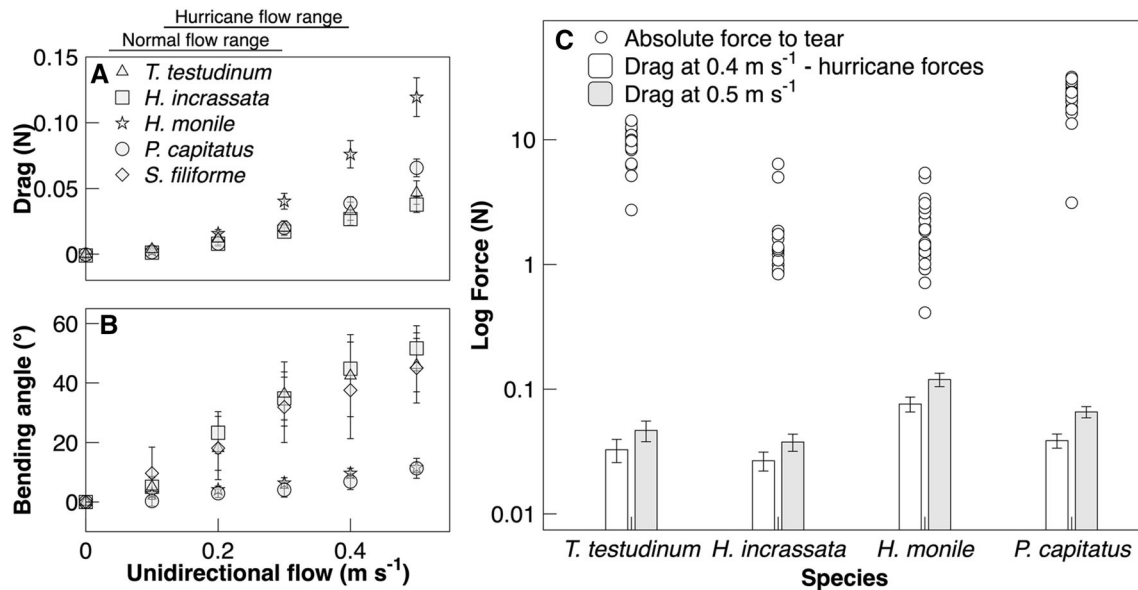 Hurricane flow range
Normal flow range
0.15
0.10
0.05
0
Drag (N)
A
T. testudinum
H. incrassata
H. monile
P. capitatus
S. filiforme
60
40
20
0
Bending angle (°)
B
0
0.2
0.4
Unidirectional flow (m s⁻¹)
C
Absolute force to tear
Drag at 0.4 m s⁻¹ - hurricane forces
Drag at 0.5 m s⁻¹
10
1
0.1
0.01
Log Force (N)
T. testudinum
H. incrassata
H. monile
P. capitatus
Species